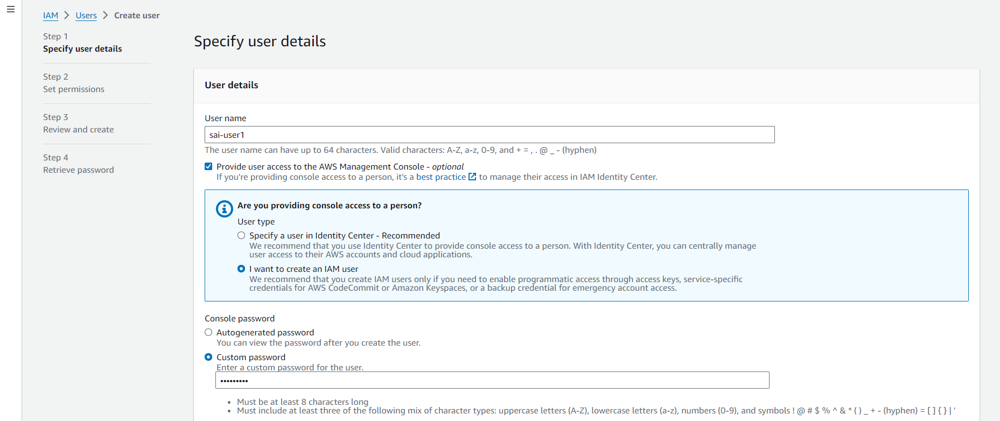 IAM > Users > Create user
Step 1
Specify user details
Step 2
Set permissions
Step 3
Review and create
Step 4
Retrieve password
Specify user details
User details
User name
sai-user1
The user name can have up to 64 characters. Valid characters: A-Z, a-z, 0-9, and + = , . @ _ - (hyphen)
Provide user access to the AWS Management Console - optional
If you're providing console access to a person, it's a best practice to manage their access in IAM Identity Center.
Are you providing console access to a person?
User type
Specify a user in Identity Center - Recommended
We recommend that you use Identity Center to provide console access to a person. With Identity Center, you can centrally manage
user access to their AWS accounts and cloud applications.
I want to create an IAM user
We recommend that you create IAM users only if you need to enable programmatic access through access keys, service-specific
credentials for AWS CodeCommit or Amazon Keyspaces, or a backup credential for emergency account access.
Console password
Autogenerated password
You can view the password after you create the user.
Custom password
Enter a custom password for the user.
•••••••••
• Must be at least 8 characters long
• Must include at least three of the following mix of character types: uppercase letters (A-Z), lowercase letters (a-z), numbers (0-9), and symbols ! @ # $ % ^ & * ( ) _ + - (hyphen) = [ ] { } | '